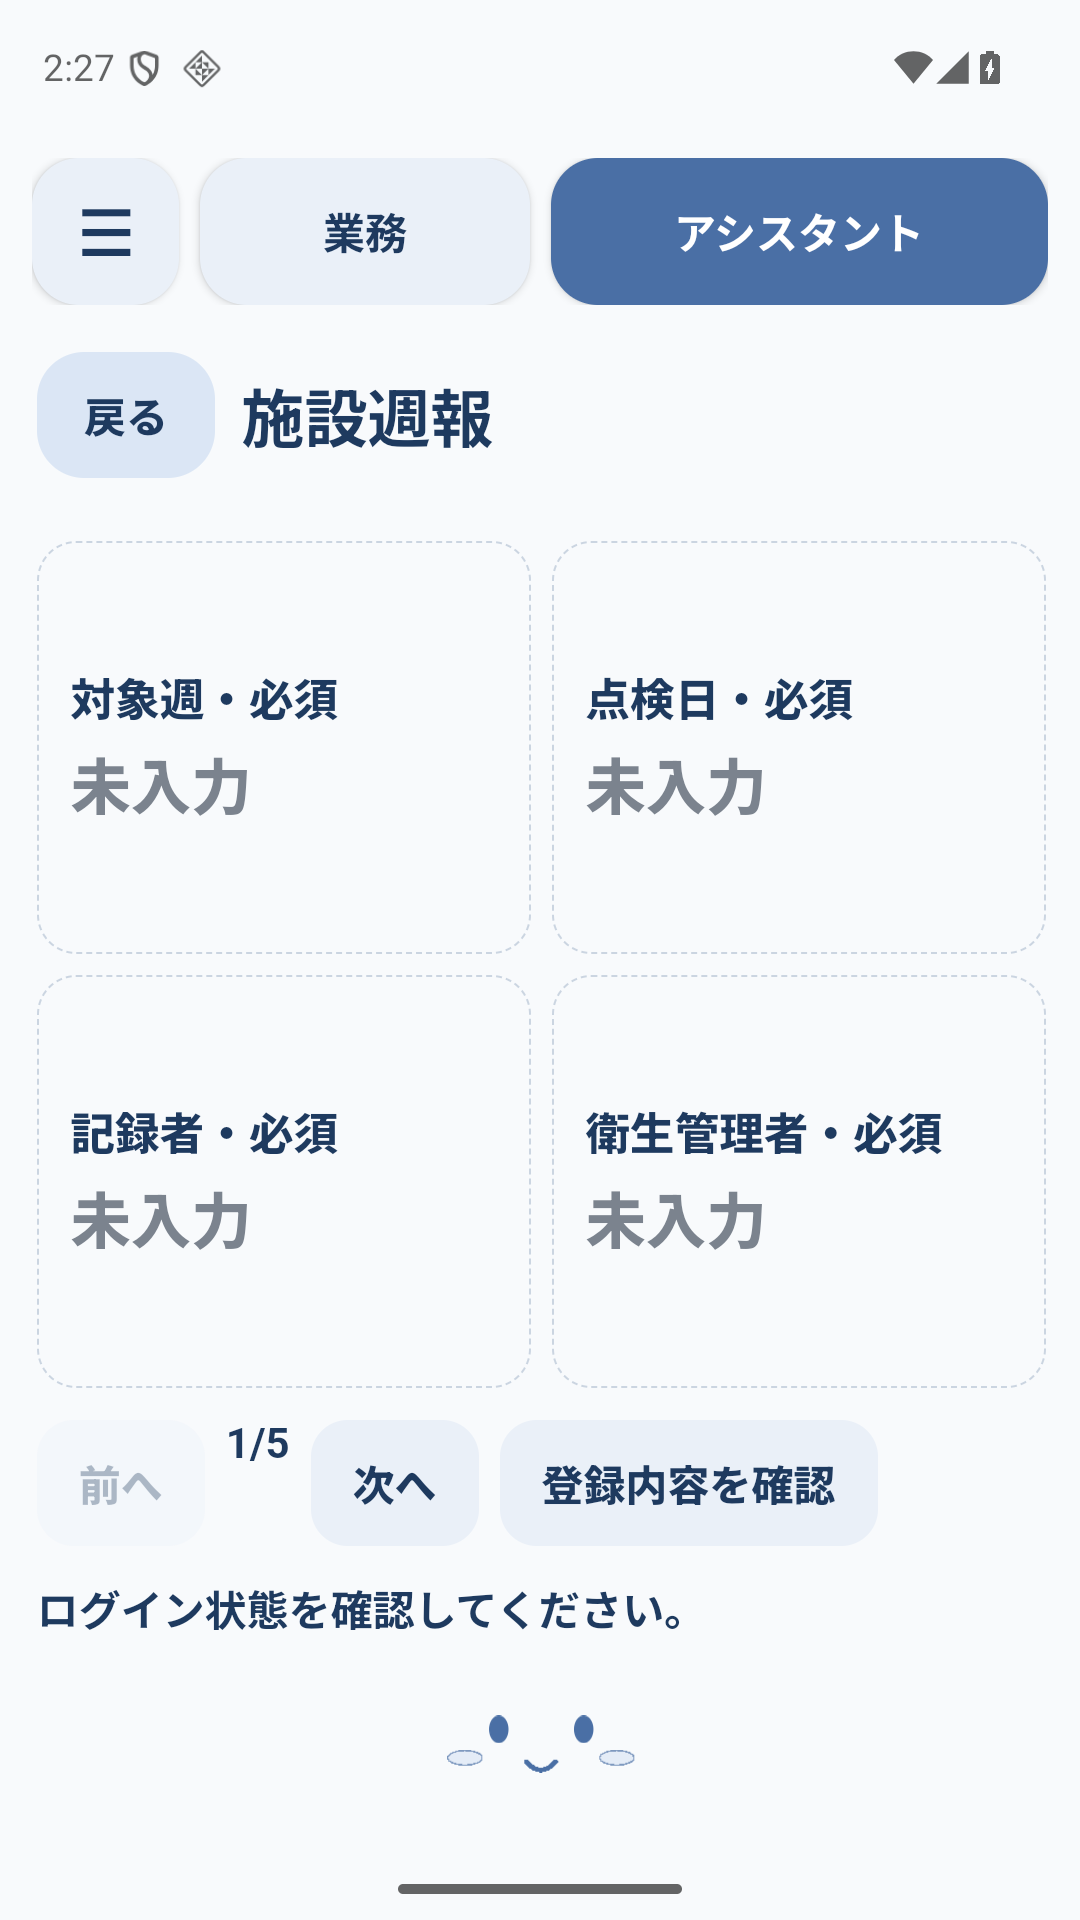 2:27
業務
アシスタント
戻る
施設週報
対象週・必須
未入力
点検日・必須
未入力
記録者・必須
未入力
衛生管理者・必須
未入力
前へ
1/5
次へ
登録内容を確認
ログイン状態を確認してください。